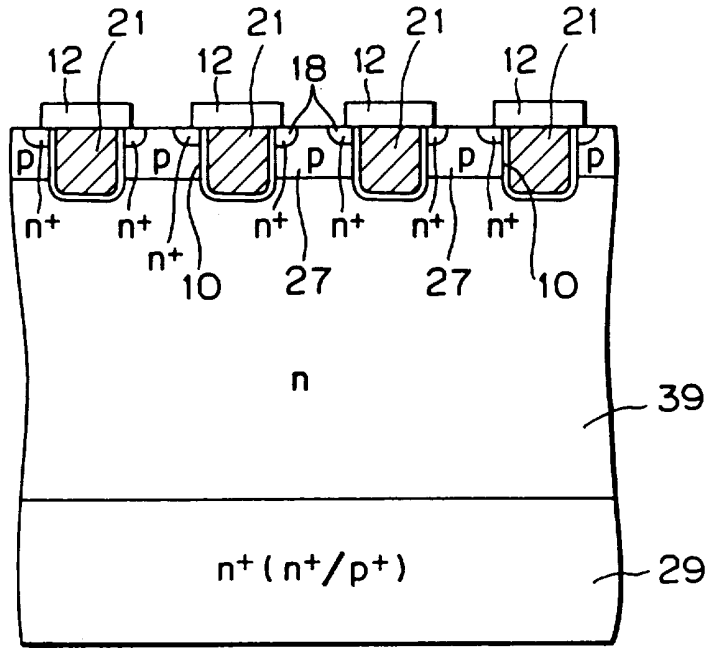 21 21 21 21
12 12 18 12 12
p p p p p
n+ n+ n+ n+ n+ n+ n+
n+
10 27 27 10
n
39
n+(n+/p+)
29